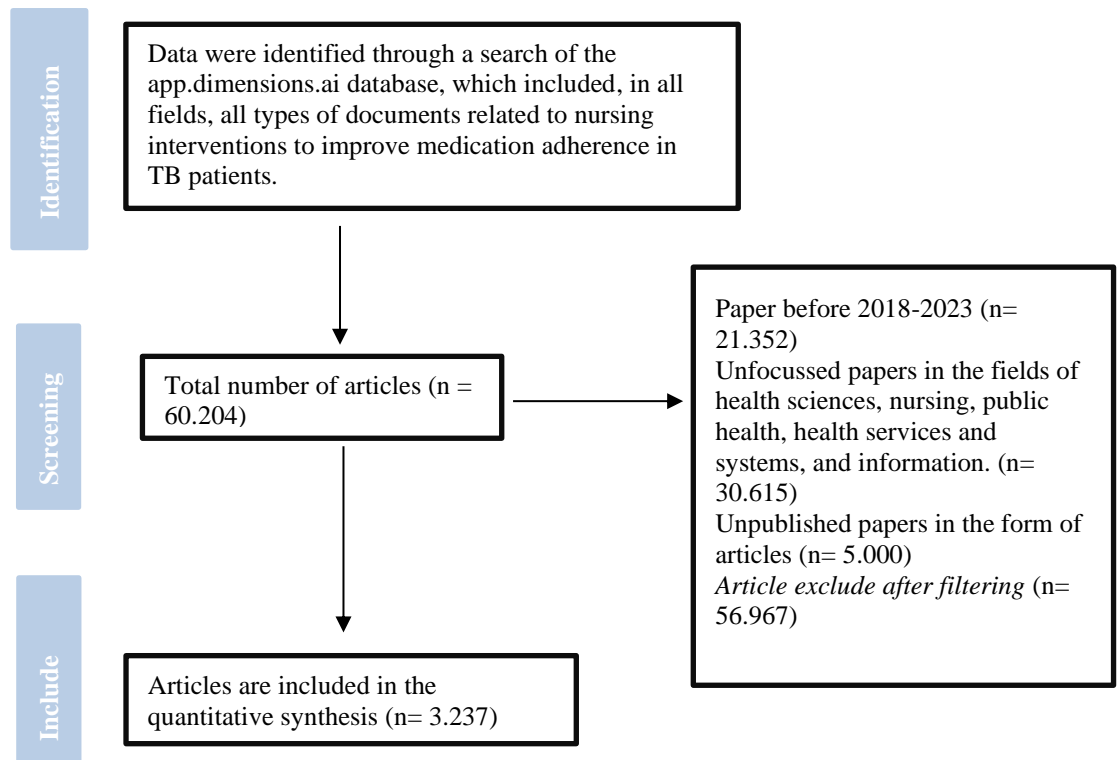 Identification
Data were identified through a search of the
app.dimensions.ai database, which included, in all
fields, all types of documents related to nursing
interventions to improve medication adherence in
TB patients.
Screening
Total number of articles (n =
60.204)
Paper before 2018-2023 (n=
21.352)
Unfocussed papers in the fields of
health sciences, nursing, public
health, health services and
systems, and information. (n=
30.615)
Unpublished papers in the form of
articles (n= 5.000)
Article exclude after filtering (n=
56.967)
Include
Articles are included in the
quantitative synthesis (n= 3.237)